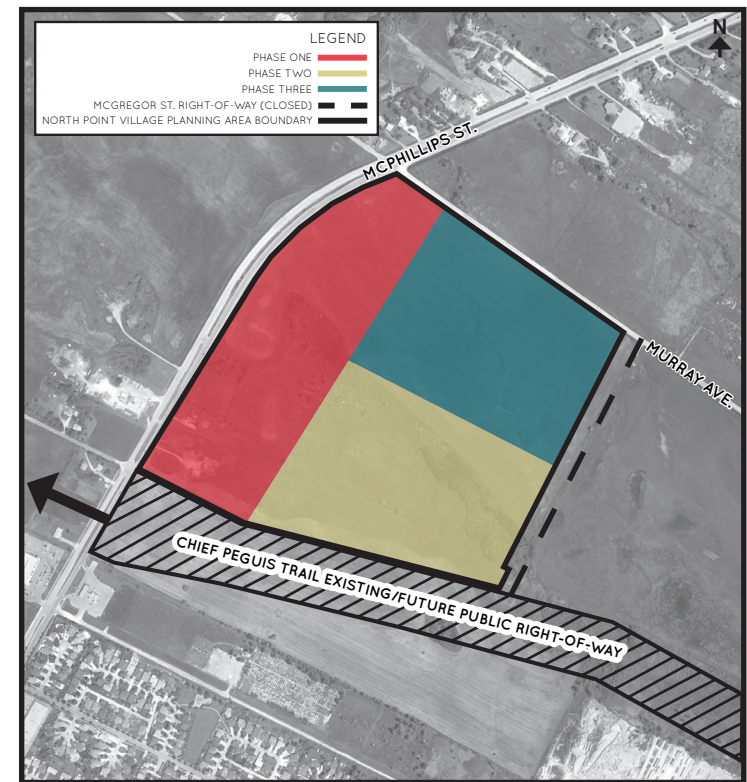 LEGEND
PHASE ONE
PHASE TWO
PHASE THREE
MCGREGOR ST. RIGHT-OF-WAY (CLOSED)
NORTH POINT VILLAGE PLANNING AREA BOUNDARY
N
MCPHILLIPS ST.
MURRAY AVE.
CHIEF PEGUIS TRAIL EXISTING/FUTURE PUBLIC RIGHT-OF-WAY